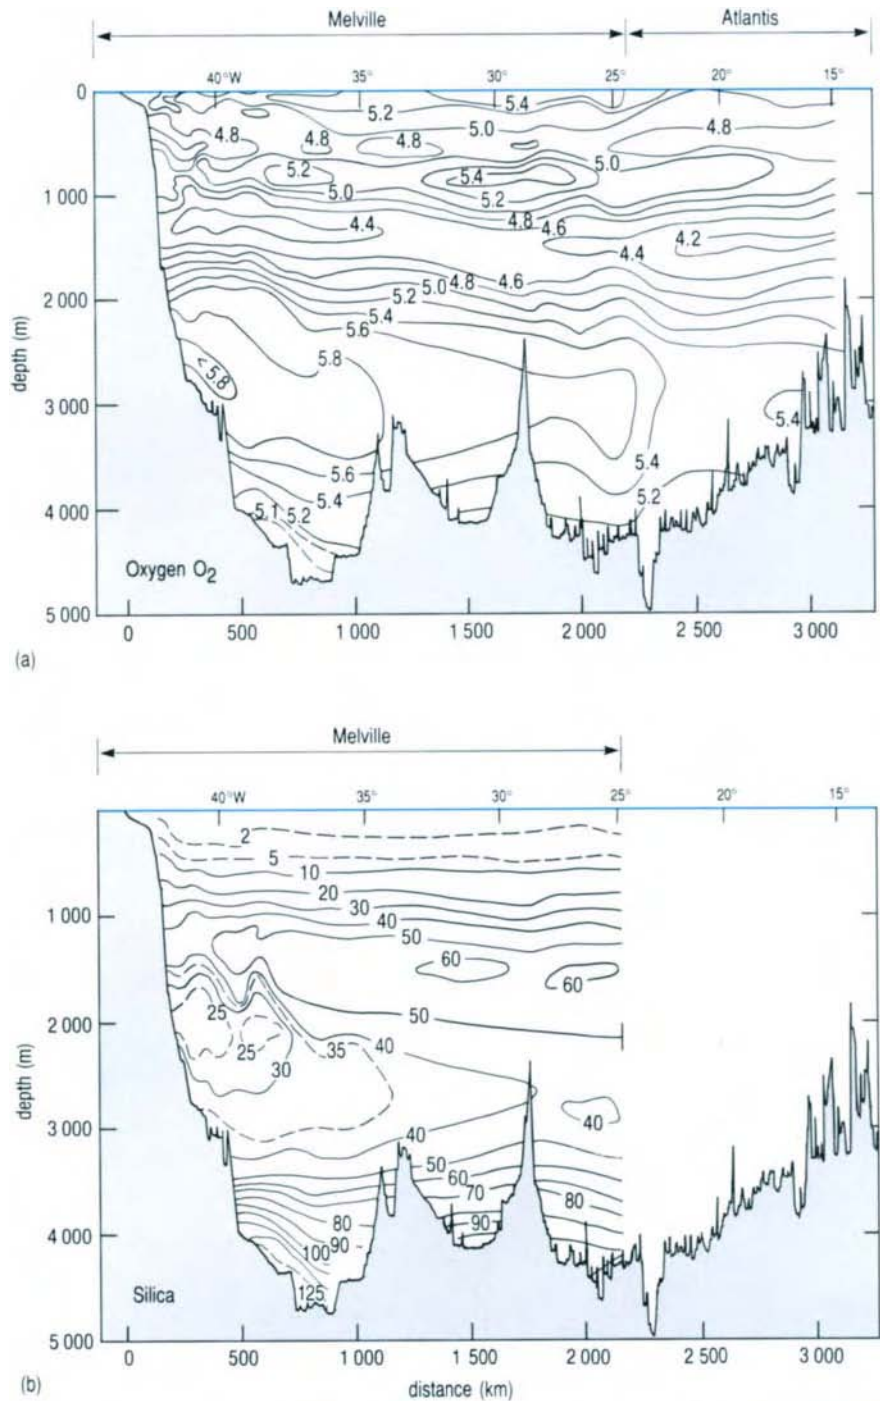 Melville Atlantis
40°W 35° 30° 25° 20° 15°
0
5.2 5.4
4.8 4.8 4.8 5.0 4.8
5.2 5.4 5.0
1 000
5.0 5.2
4.4 4.8 4.6 4.2
4.4
2 000
5.0 4.8 4.6
5.2
5.4
5.6
depth (m)
5.8
< 5.8
3 000
5.4
5.6 5.4
5.4 5.2
4 000
5.1 5.2
Oxygen O2
5 000
0 500 1 000 1 500 2 000 2 500 3 000
(a)
Melville
40°W 35° 30° 25° 20° 15°
2
5
10
20
1 000
30
40
50
60 60
50
2 000
25 25 35 40
30
depth (m)
3 000
40
40
50
60
70
80 80
4 000
90
100 90
125
Silica
5 000
0 500 1 000 1 500 2 000 2 500 3 000
(b)
distance (km)